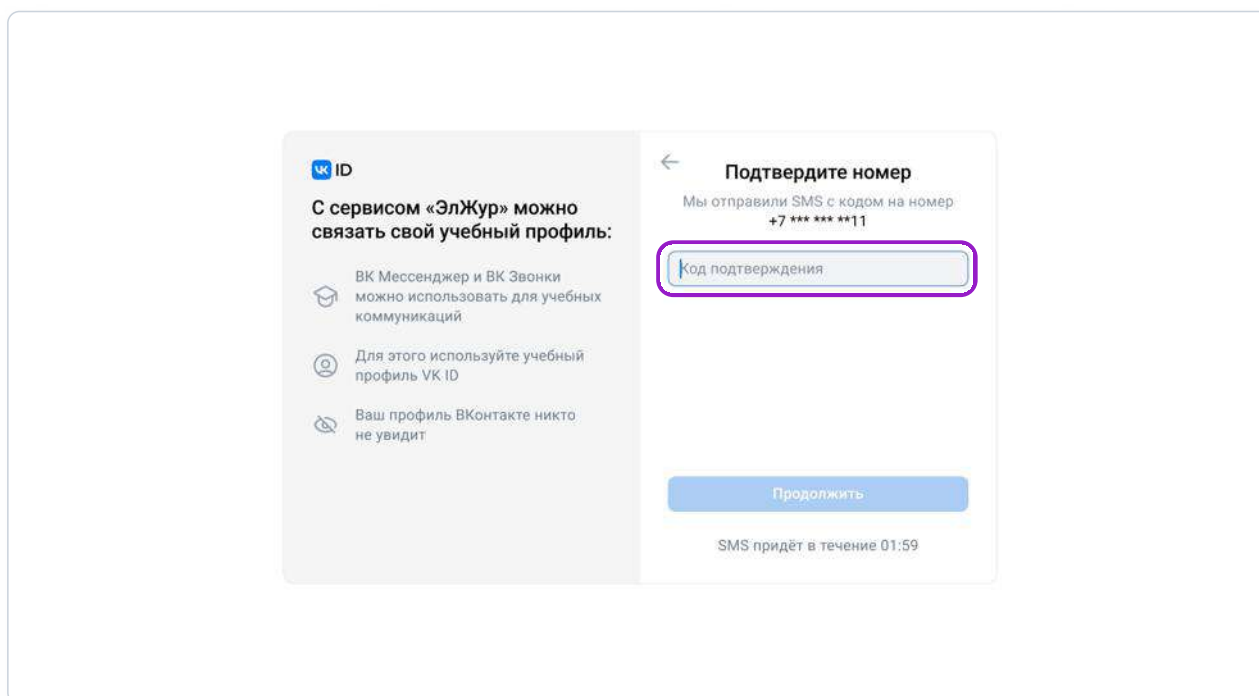 VK ID
С сервисом «ЭлЖур» можно
связать свой учебный профиль:
ВК Мессенджер и ВК Звонки
можно использовать для учебных
коммуникаций
Для этого используйте учебный
профиль VK ID
Ваш профиль ВКонтакте никто
не увидит
Подтвердите номер
Мы отправили SMS с кодом на номер
+7 *** *** **11
Код подтверждения
Продолжить
SMS придёт в течение 01:59